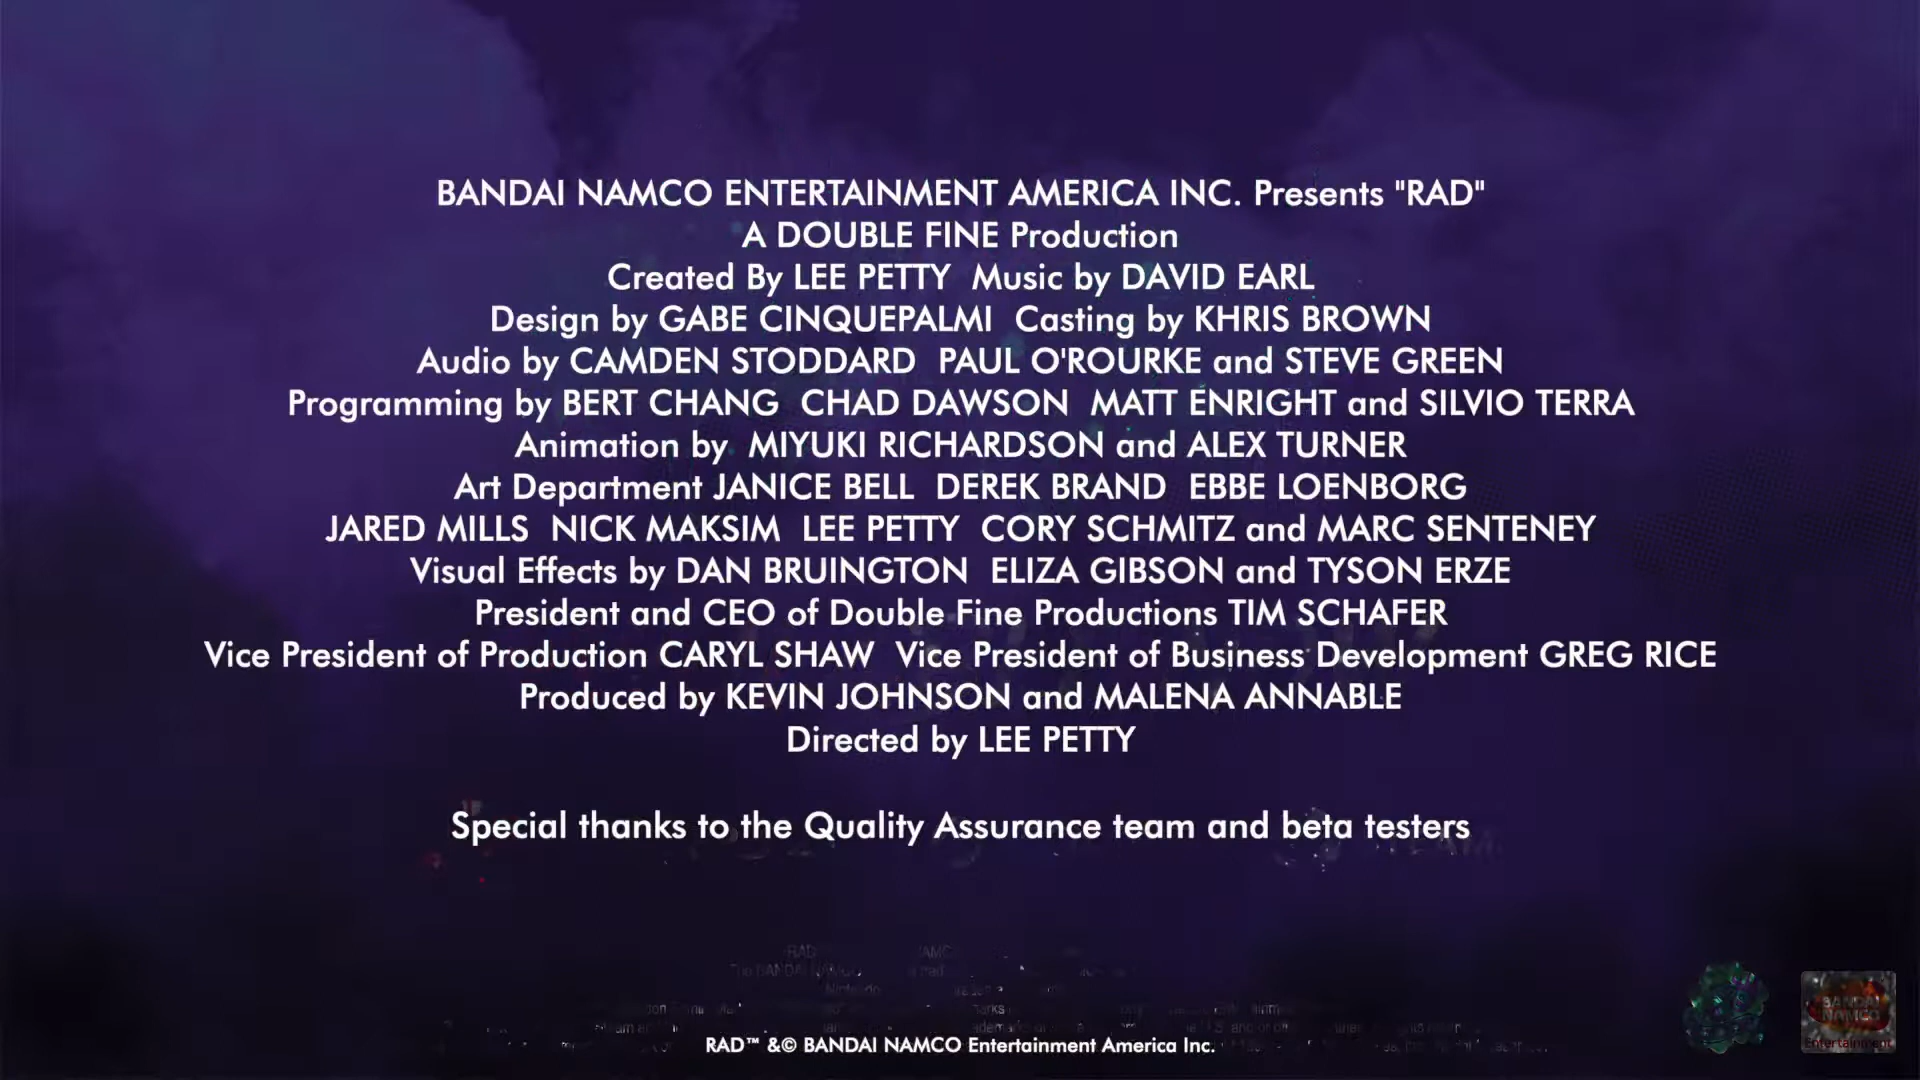 BANDAI NAMCO ENTERTAINMENT AMERICA INC. Presents "RAD"
A DOUBLE FINE Production
Created By LEE PETTY  Music by DAVID EARL
Design by GABE CINQUEPALMI  Casting by KHRIS BROWN
Audio by CAMDEN STODDARD  PAUL O'ROURKE and STEVE GREEN
Programming by BERT CHANG  CHAD DAWSON  MATT ENRIGHT and SILVIO TERRA
Animation by  MIYUKI RICHARDSON and ALEX TURNER
Art Department JANICE BELL  DEREK BRAND  EBBE LOENBORG
JARED MILLS  NICK MAKSIM  LEE PETTY  CORY SCHMITZ and MARC SENTENEY
Visual Effects by DAN BRUINGTON  ELIZA GIBSON and TYSON ERZE
President and CEO of Double Fine Productions TIM SCHAFER
Vice President of Production CARYL SHAW  Vice President of Business Development GREG RICE
Produced by KEVIN JOHNSON and MALENA ANNABLE
Directed by LEE PETTY
Special thanks to the Quality Assurance team and beta testers
RAD™ &© BANDAI NAMCO Entertainment America Inc.
BANDAI
NAMCO
Entertainment